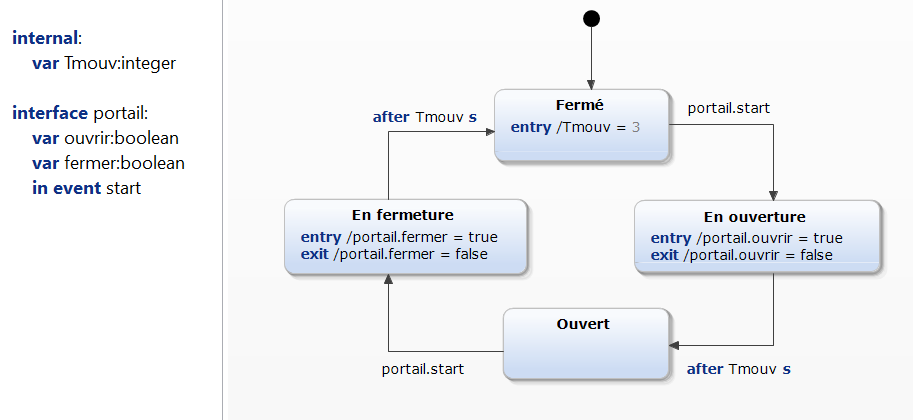 internal:
var Tmouv:integer
interface portail:
var ouvrir:boolean
var fermer:boolean
in event start
Fermé
entry /Tmouv = 3
portail.start
after Tmouv s
En fermeture
entry /portail.fermer = true
exit /portail.fermer = false
En ouverture
entry /portail.ouvrir = true
exit /portail.ouvrir = false
Ouvert
portail.start
after Tmouv s